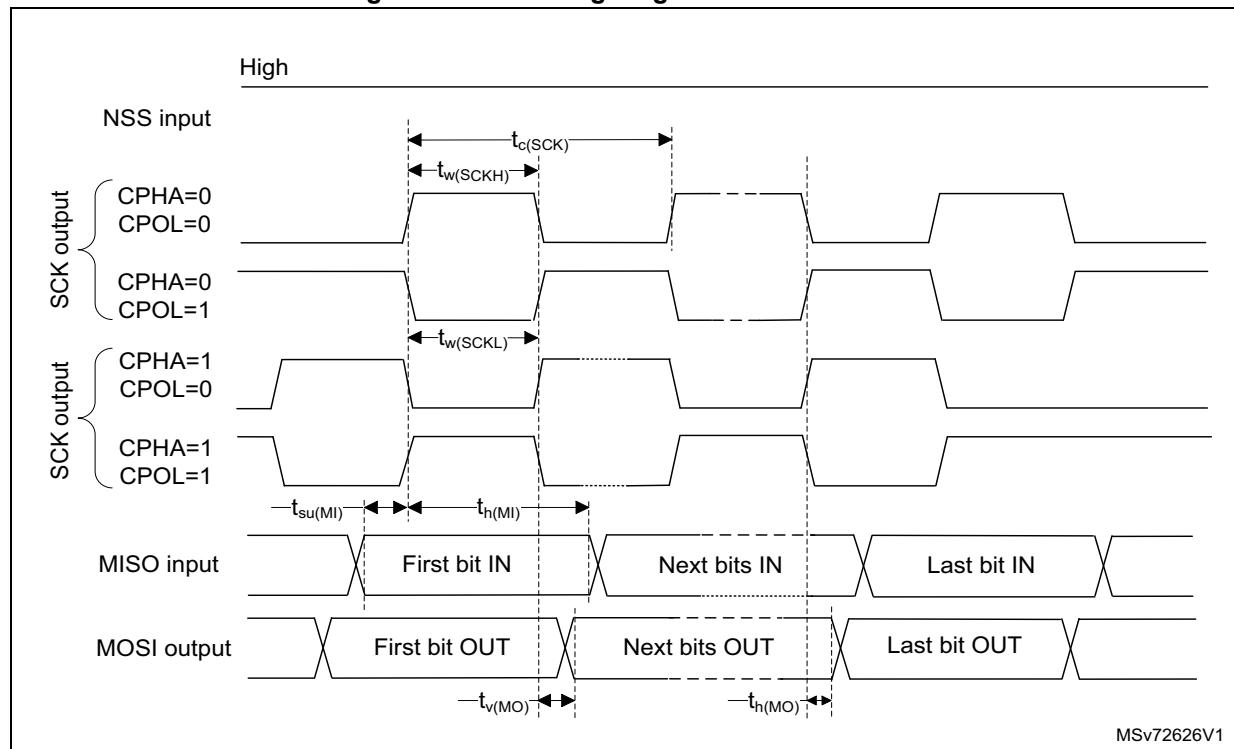 High
NSS input
tc(SCK)
tw(SCKH)
SCK output
CPHA=0
CPOL=0
CPHA=0
CPOL=1
tw(SCKL)
SCK output
CPHA=1
CPOL=0
CPHA=1
CPOL=1
tsu(MI)
th(MI)
MISO input
First bit IN
Next bits IN
Last bit IN
MOSI output
First bit OUT
Next bits OUT
Last bit OUT
tv(MO)
th(MO)
MSv72626V1